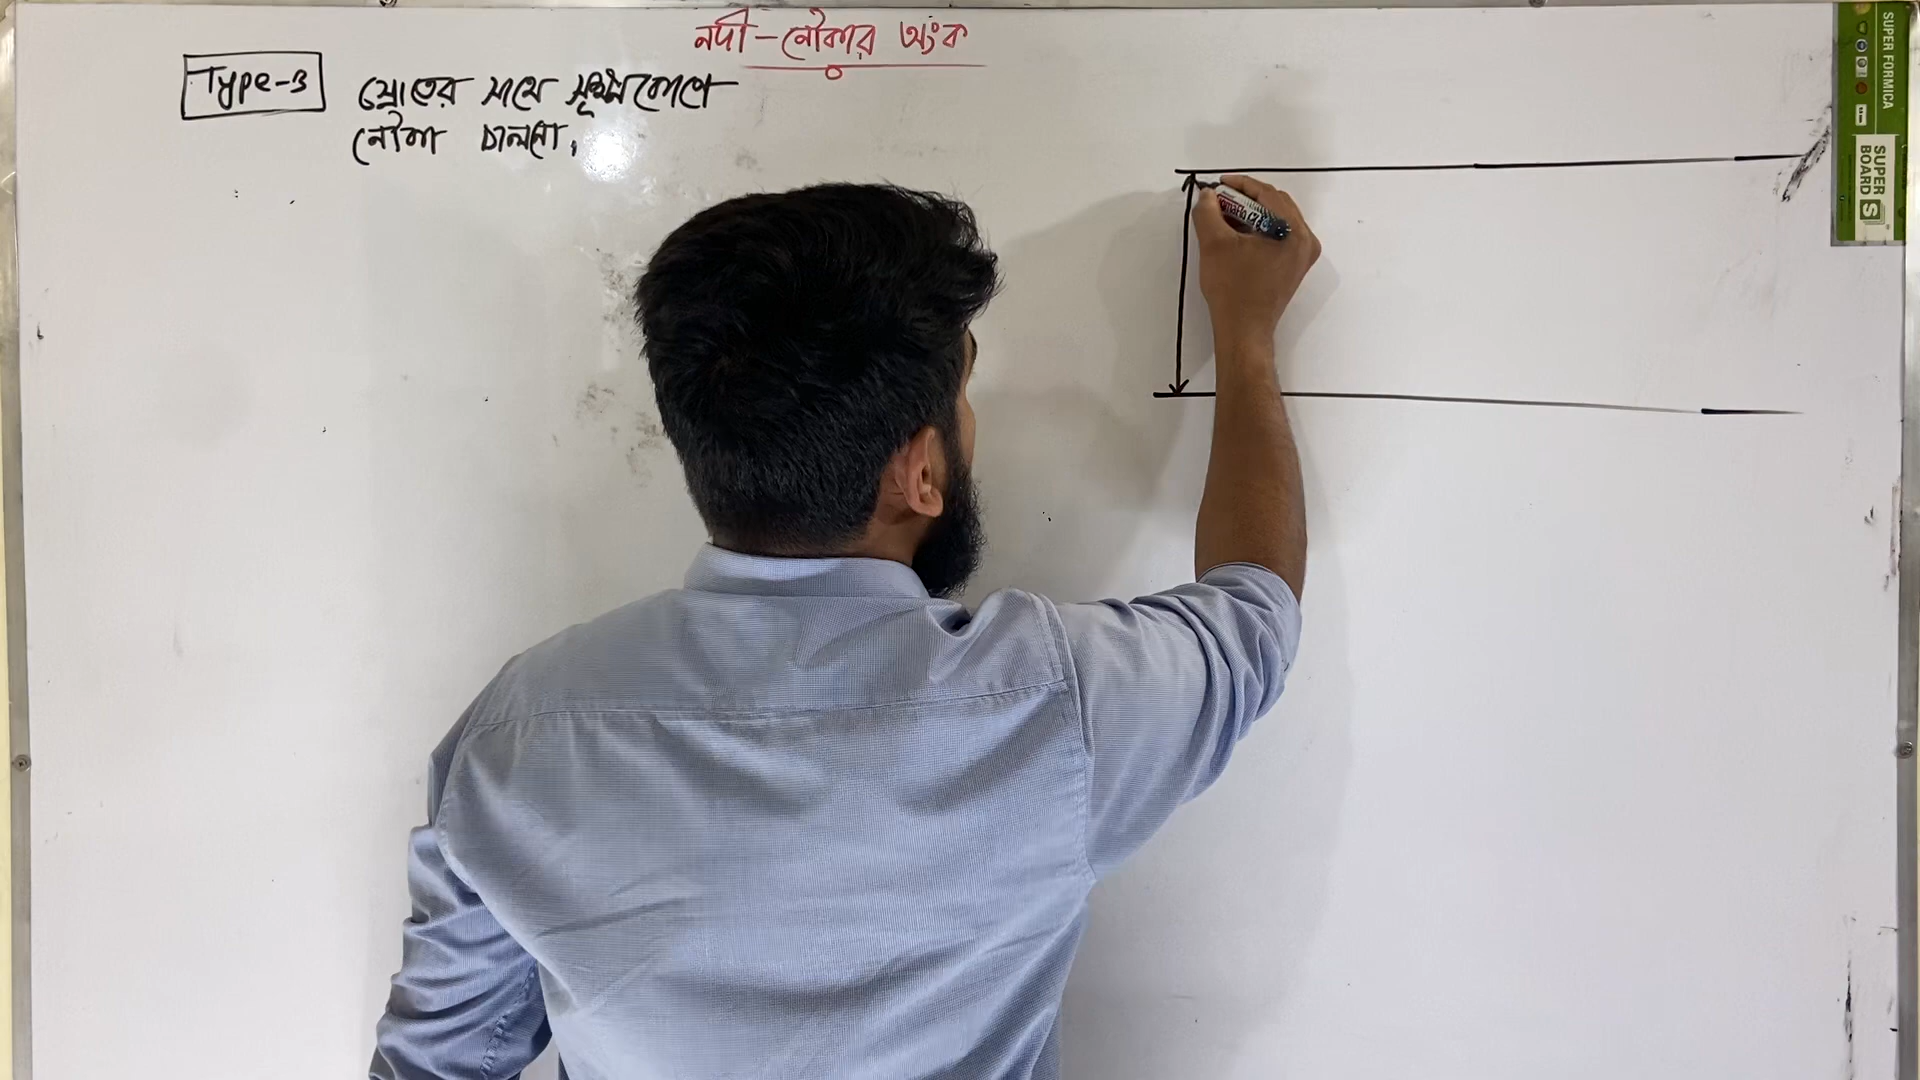 নদী-নৌকার অংক
Type-3 স্রোতের সাথে সূক্ষ্মকোণে
নৌকা চালনো।
SUPER FORMICA
SUPER BOARD S